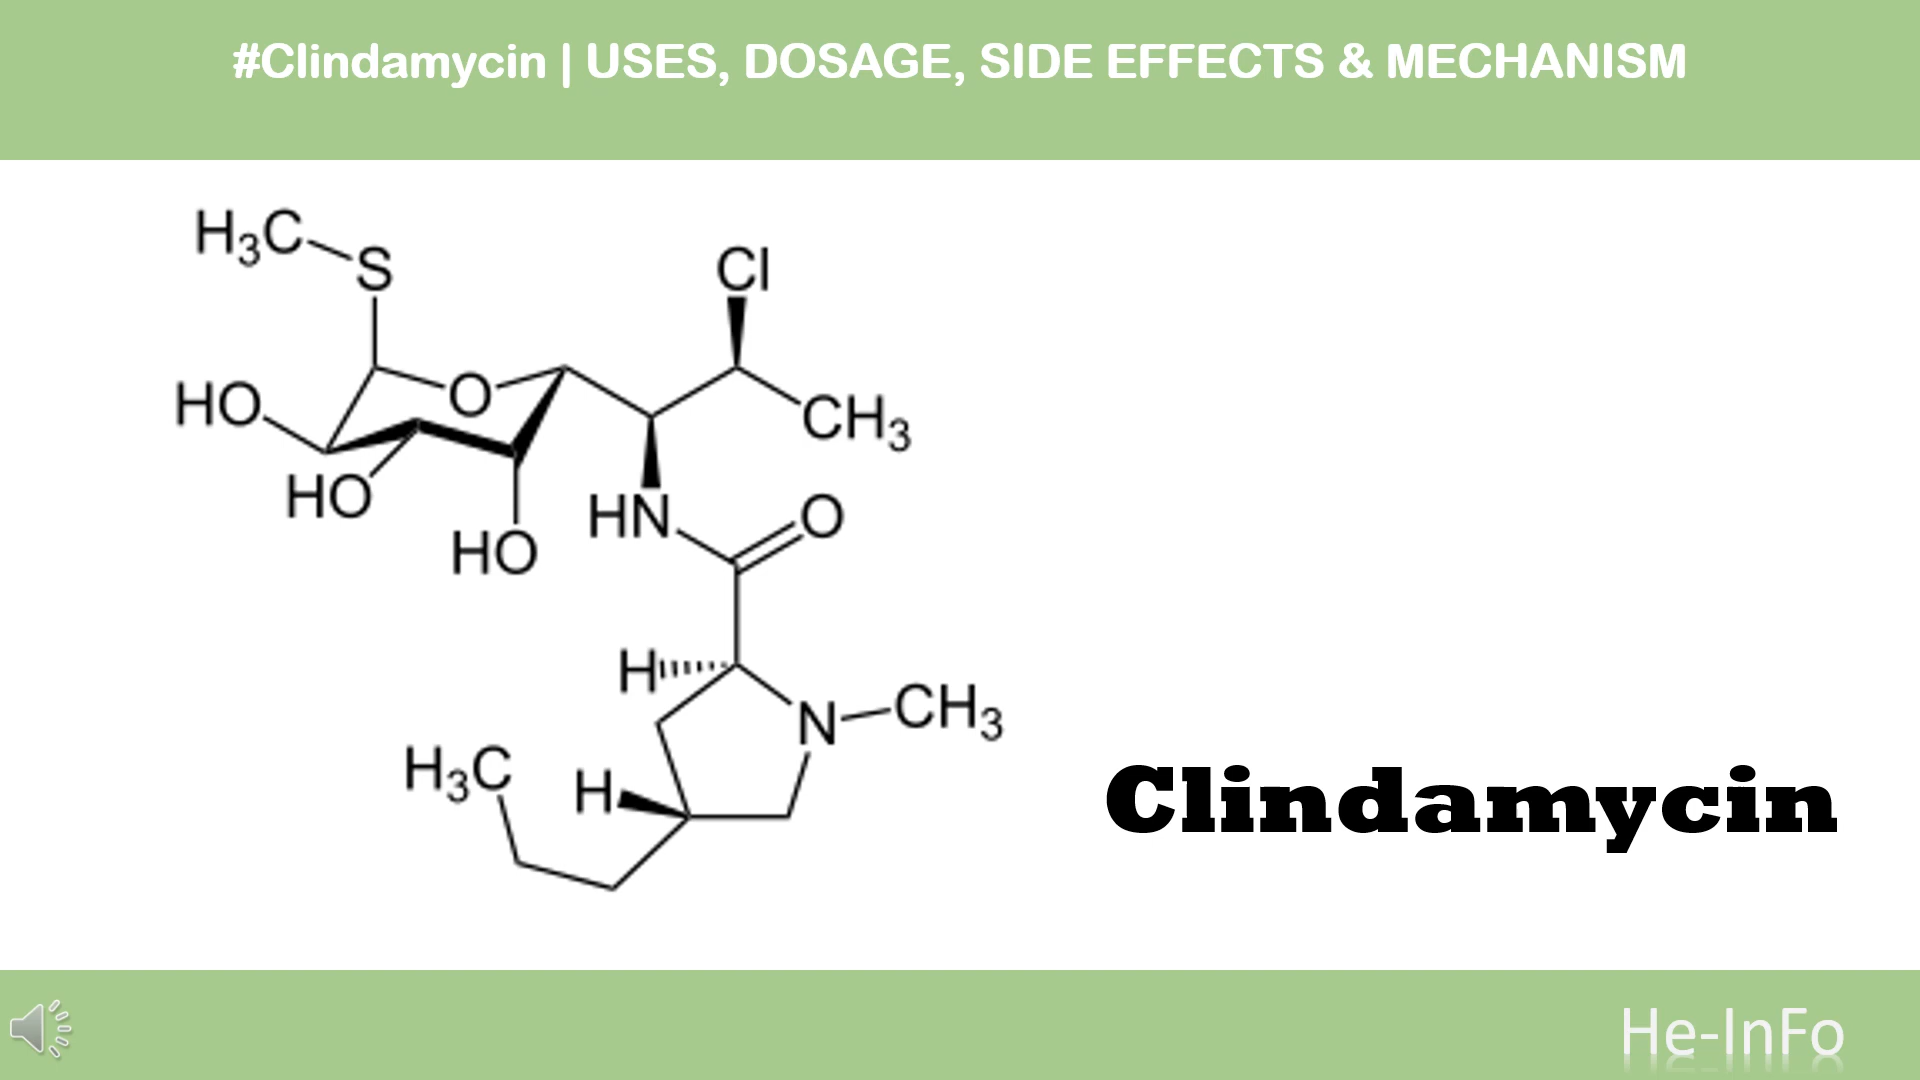 #Clindamycin | USES, DOSAGE, SIDE EFFECTS & MECHANISM
H3C
S
Cl
HO
O
CH3
HO
HN
O
HO
H
N
CH3
H3C
H
Clindamycin
He-InFo